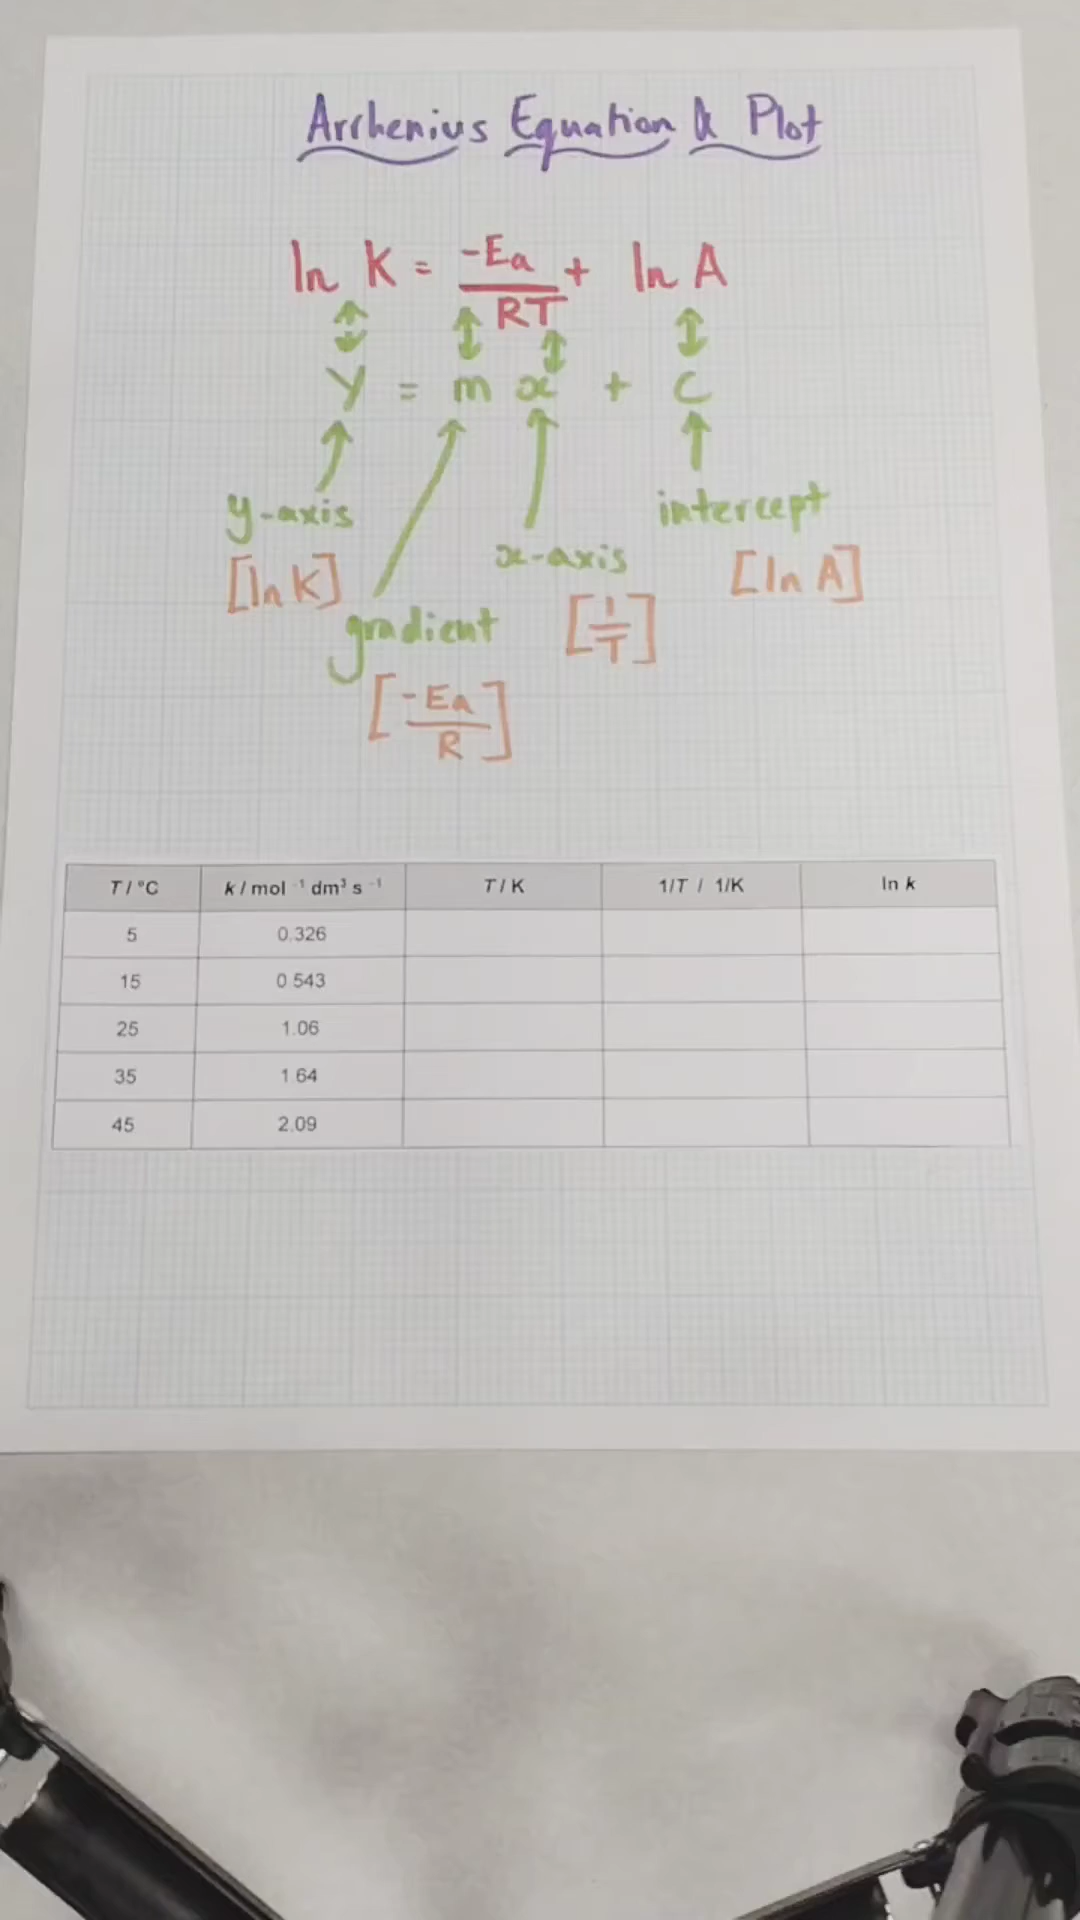 Arrhenius Equation & Plot
ln K = -Ea/RT + ln A
y = m x + c
y-axis
intercept
x-axis
[ln K]
[ln A]
gradient
[1/T]
[-Ea/R]
T / °C k / mol⁻¹ dm³ s⁻¹ T / K 1/T / 1/K ln k
5 0.326
15 0 543
25 1.06
35 1 64
45 2.09